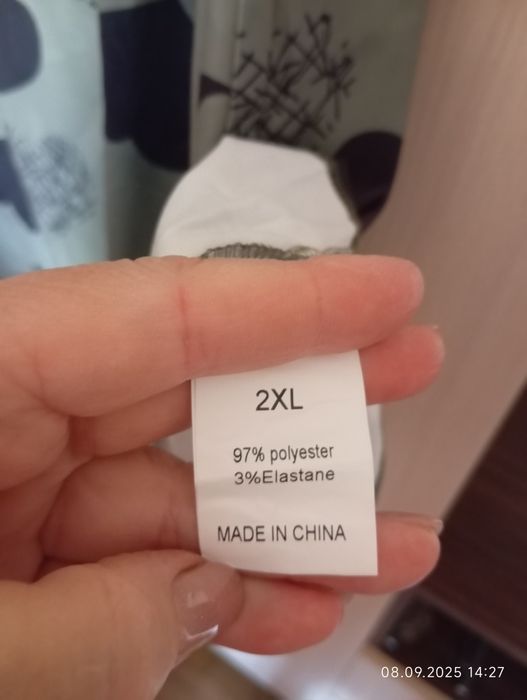 2XL
97% polyester
3%Elastane
MADE IN CHINA
08.09.2025 14:27